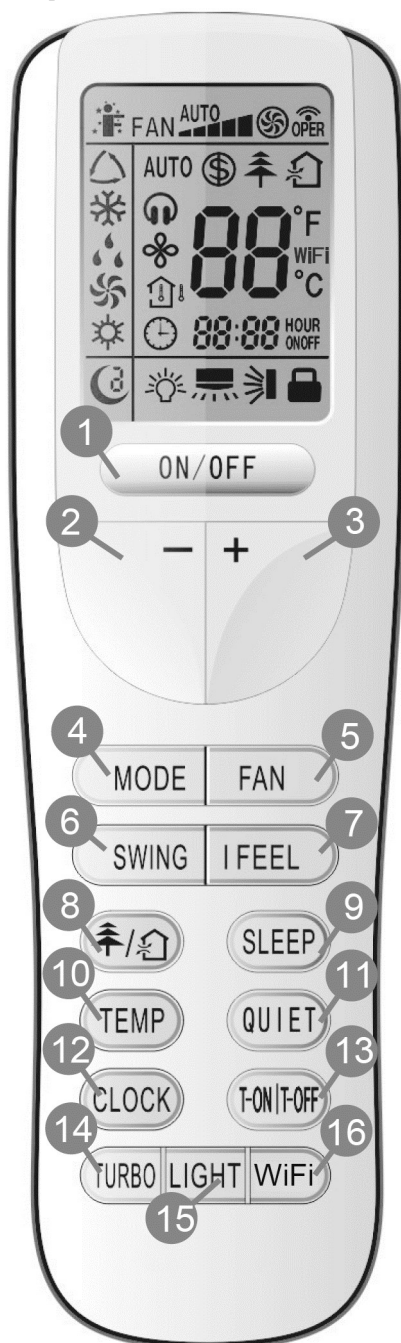 FAN AUTO OPER
AUTO
88 °F
WiFi
°C
88:88 HOUR
ONOFF
1
ON/OFF
2 - + 3
4 5
MODE FAN
6 7
SWING I FEEL
8 9
/ SLEEP
10 11
TEMP QUIET
12 13
CLOCK T-ON|T-OFF
14 16
TURBO LIGHT WiFi
15